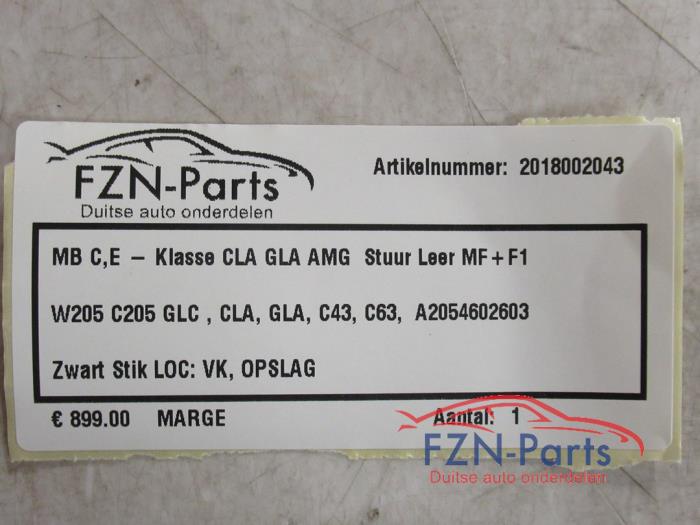 FZN-Parts
Duitse auto onderdelen
Artikelnummer: 2018002043
MB C,E – Klasse CLA GLA AMG Stuur Leer MF+F1
W205 C205 GLC , CLA, GLA, C43, C63, A2054602603
Zwart Stik LOC: VK, OPSLAG
€ 899.00 MARGE Aantal: 1
FZN-Parts
Duitse auto onderdelen